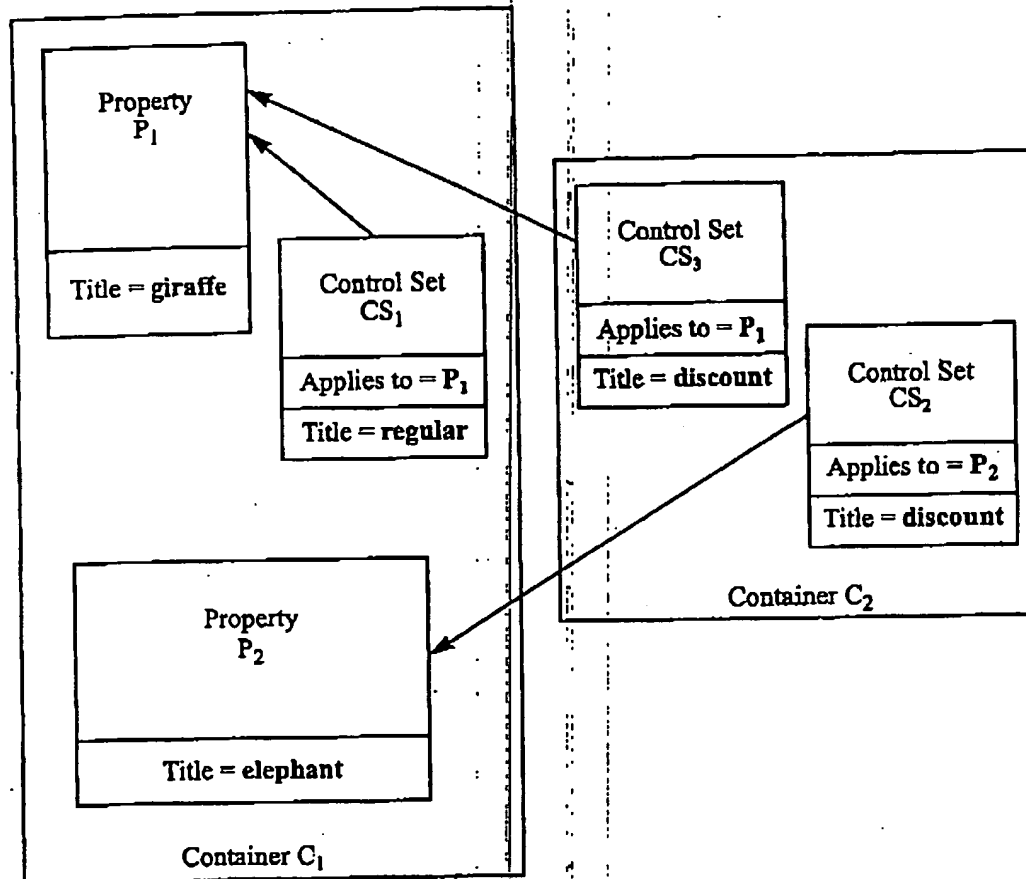 Property
P₁
Title = giraffe
Control Set
CS₁
Applies to = P₁
Title = regular
Property
P₂
Title = elephant
Container C₁
Control Set
CS₃
Applies to = P₁
Title = discount
Control Set
CS₂
Applies to = P₂
Title = discount
Container C₂